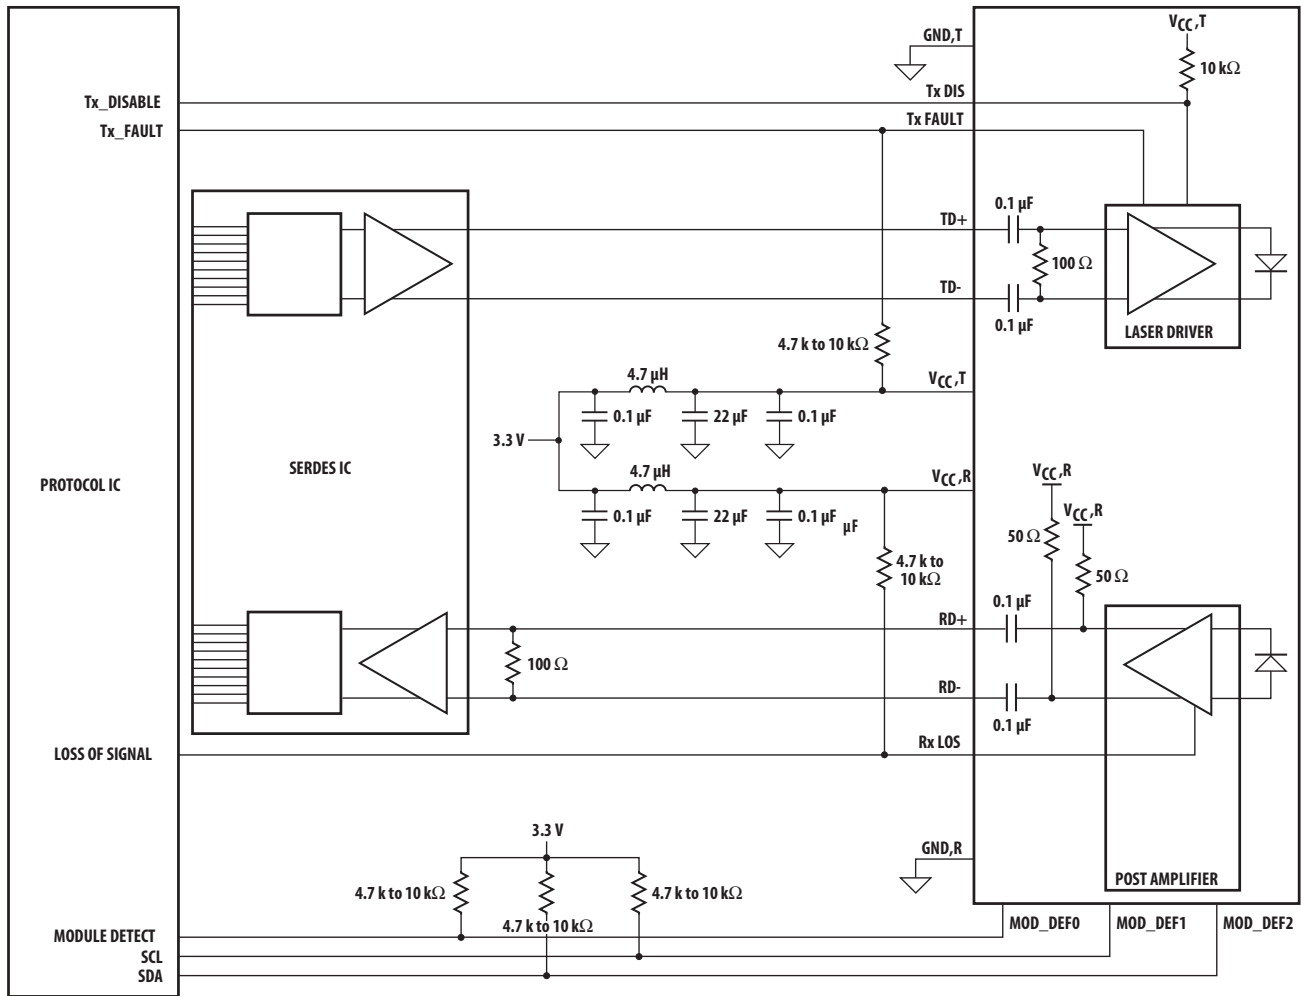 V_CC,T
GND,T
10 kΩ
Tx_DISABLE
Tx DIS
Tx_FAULT
Tx FAULT
0.1 µF
TD+
100 Ω
TD-
0.1 µF
LASER DRIVER
4.7 k to 10 kΩ
4.7 µH
V_CC,T
0.1 µF
22 µF
0.1 µF
3.3 V
SERDES IC
PROTOCOL IC
4.7 µH
V_CC,R
V_CC,R
0.1 µF
22 µF
0.1 µF
µF
V_CC,R
50 Ω
4.7 k to
10 kΩ
50 Ω
0.1 µF
RD+
100 Ω
RD-
0.1 µF
LOSS OF SIGNAL
Rx LOS
3.3 V
GND,R
POST AMPLIFIER
4.7 k to 10 kΩ
4.7 k to 10 kΩ
4.7 k to 10 kΩ
MODULE DETECT
MOD_DEF0
MOD_DEF1
MOD_DEF2
SCL
SDA